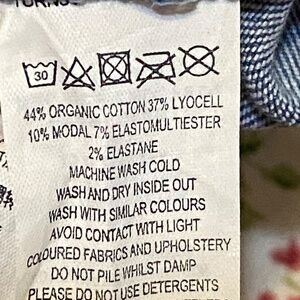 30
44% ORGANIC COTTON 37% LYOCELL
10% MODAL 7% ELASTOMULTIESTER
2% ELASTANE
MACHINE WASH COLD
WASH AND DRY INSIDE OUT
WASH WITH SIMILAR COLOURS
AVOID CONTACT WITH LIGHT
COLOURED FABRICS AND UPHOLSTERY
DO NOT PILE WHILST DAMP
PLEASE DO NOT USE DETERGENTS